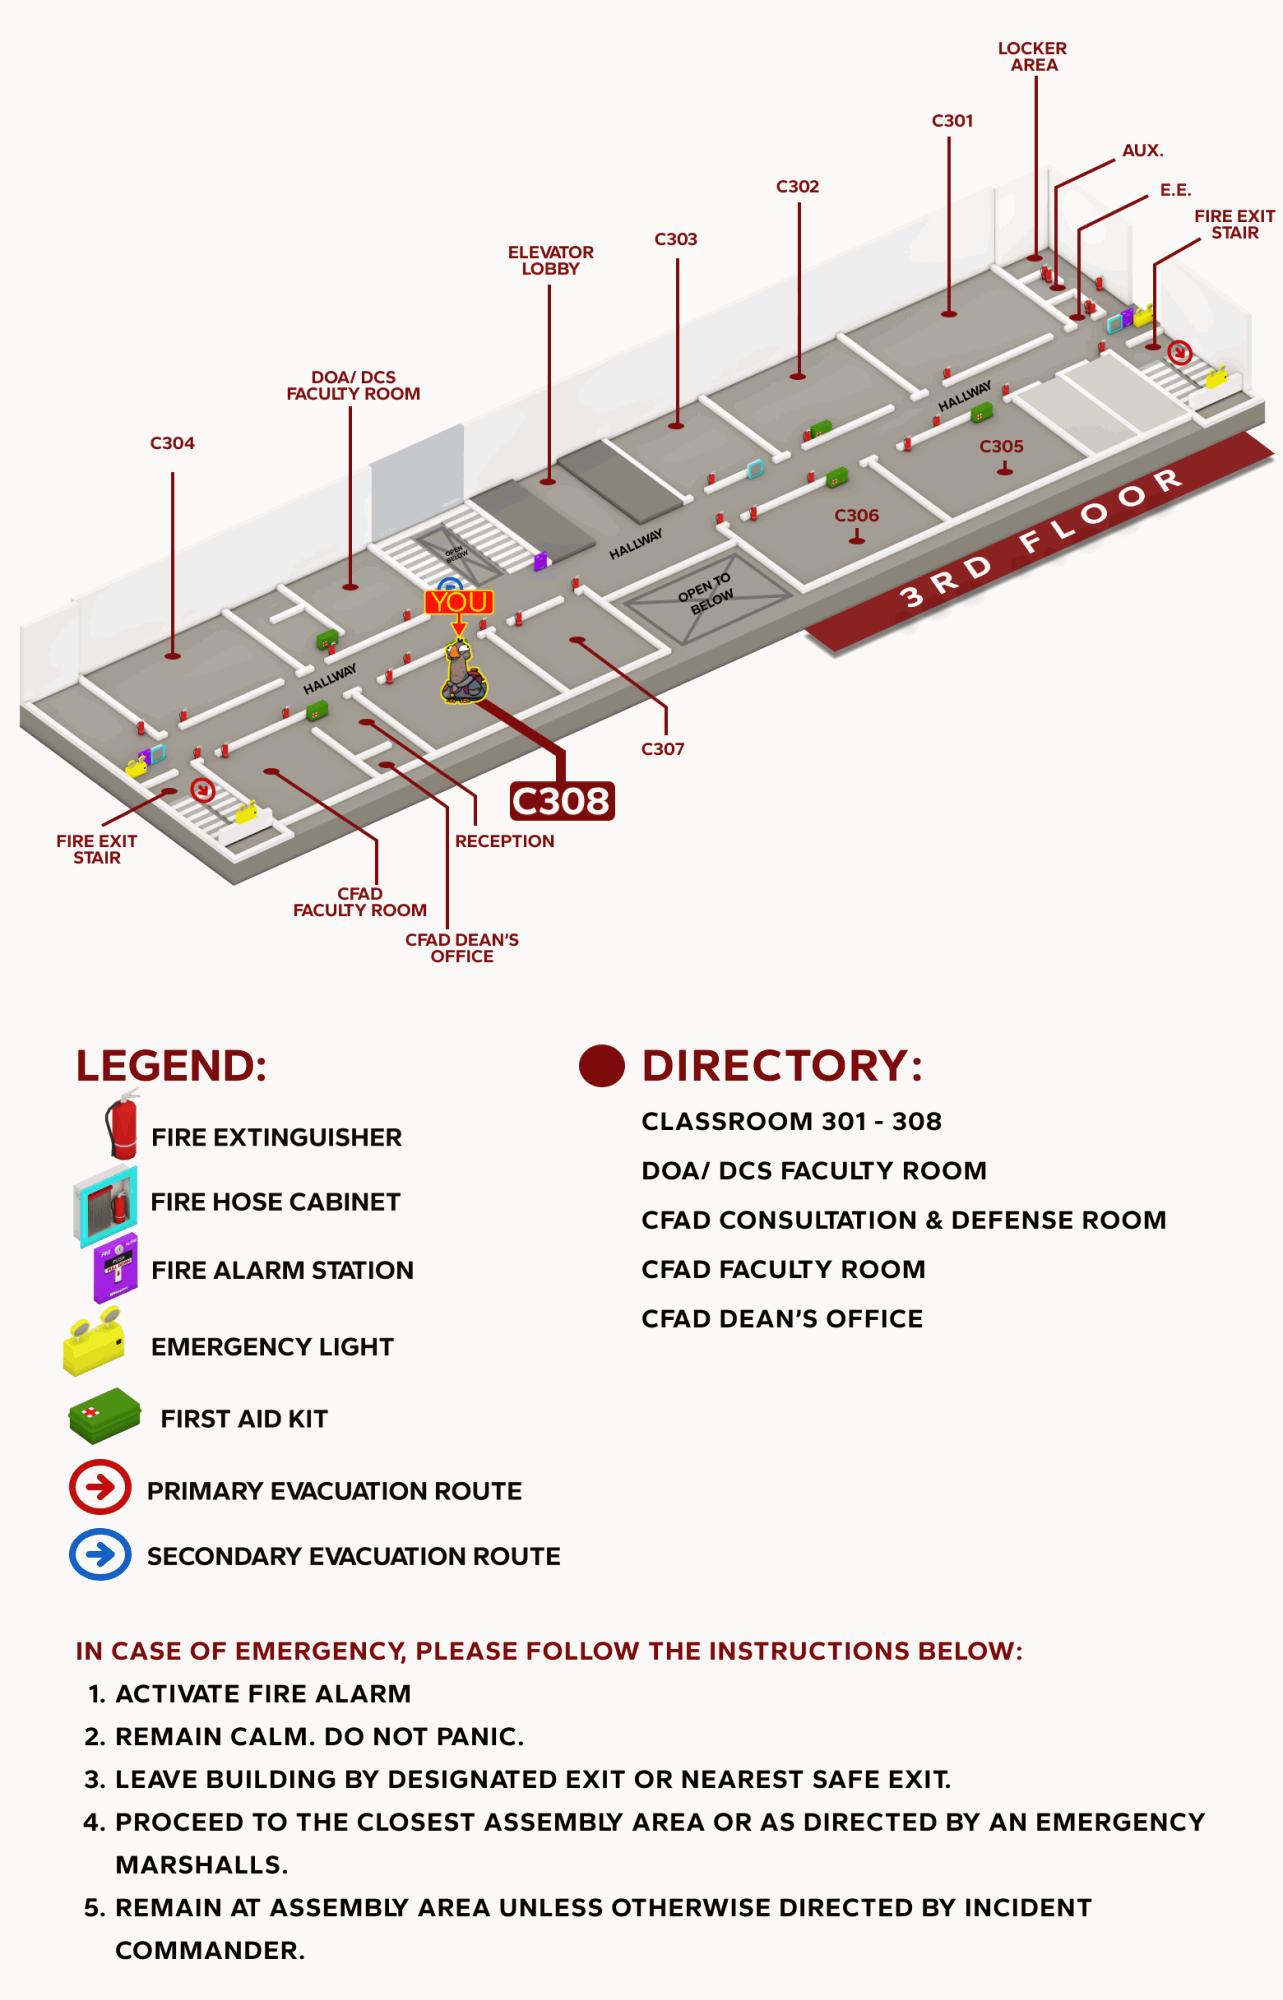 LOCKER
AREA
C301
AUX.
C302
E.E.
FIRE EXIT
STAIR
C303
ELEVATOR
LOBBY
DOA/ DCS
FACULTY ROOM
C304
HALLWAY
C305
C306
HALLWAY
OPEN
BELOW
OPEN TO
BELOW
3RD FLOOR
YOU
HALLWAY
C307
C308
FIRE EXIT
STAIR
RECEPTION
CFAD
FACULTY ROOM
CFAD DEAN'S
OFFICE
LEGEND:
FIRE EXTINGUISHER
FIRE HOSE CABINET
FIRE ALARM STATION
EMERGENCY LIGHT
FIRST AID KIT
PRIMARY EVACUATION ROUTE
SECONDARY EVACUATION ROUTE
DIRECTORY:
CLASSROOM 301 - 308
DOA/ DCS FACULTY ROOM
CFAD CONSULTATION & DEFENSE ROOM
CFAD FACULTY ROOM
CFAD DEAN'S OFFICE
IN CASE OF EMERGENCY, PLEASE FOLLOW THE INSTRUCTIONS BELOW:
1. ACTIVATE FIRE ALARM
2. REMAIN CALM. DO NOT PANIC.
3. LEAVE BUILDING BY DESIGNATED EXIT OR NEAREST SAFE EXIT.
4. PROCEED TO THE CLOSEST ASSEMBLY AREA OR AS DIRECTED BY AN EMERGENCY
MARSHALLS.
5. REMAIN AT ASSEMBLY AREA UNLESS OTHERWISE DIRECTED BY INCIDENT
COMMANDER.